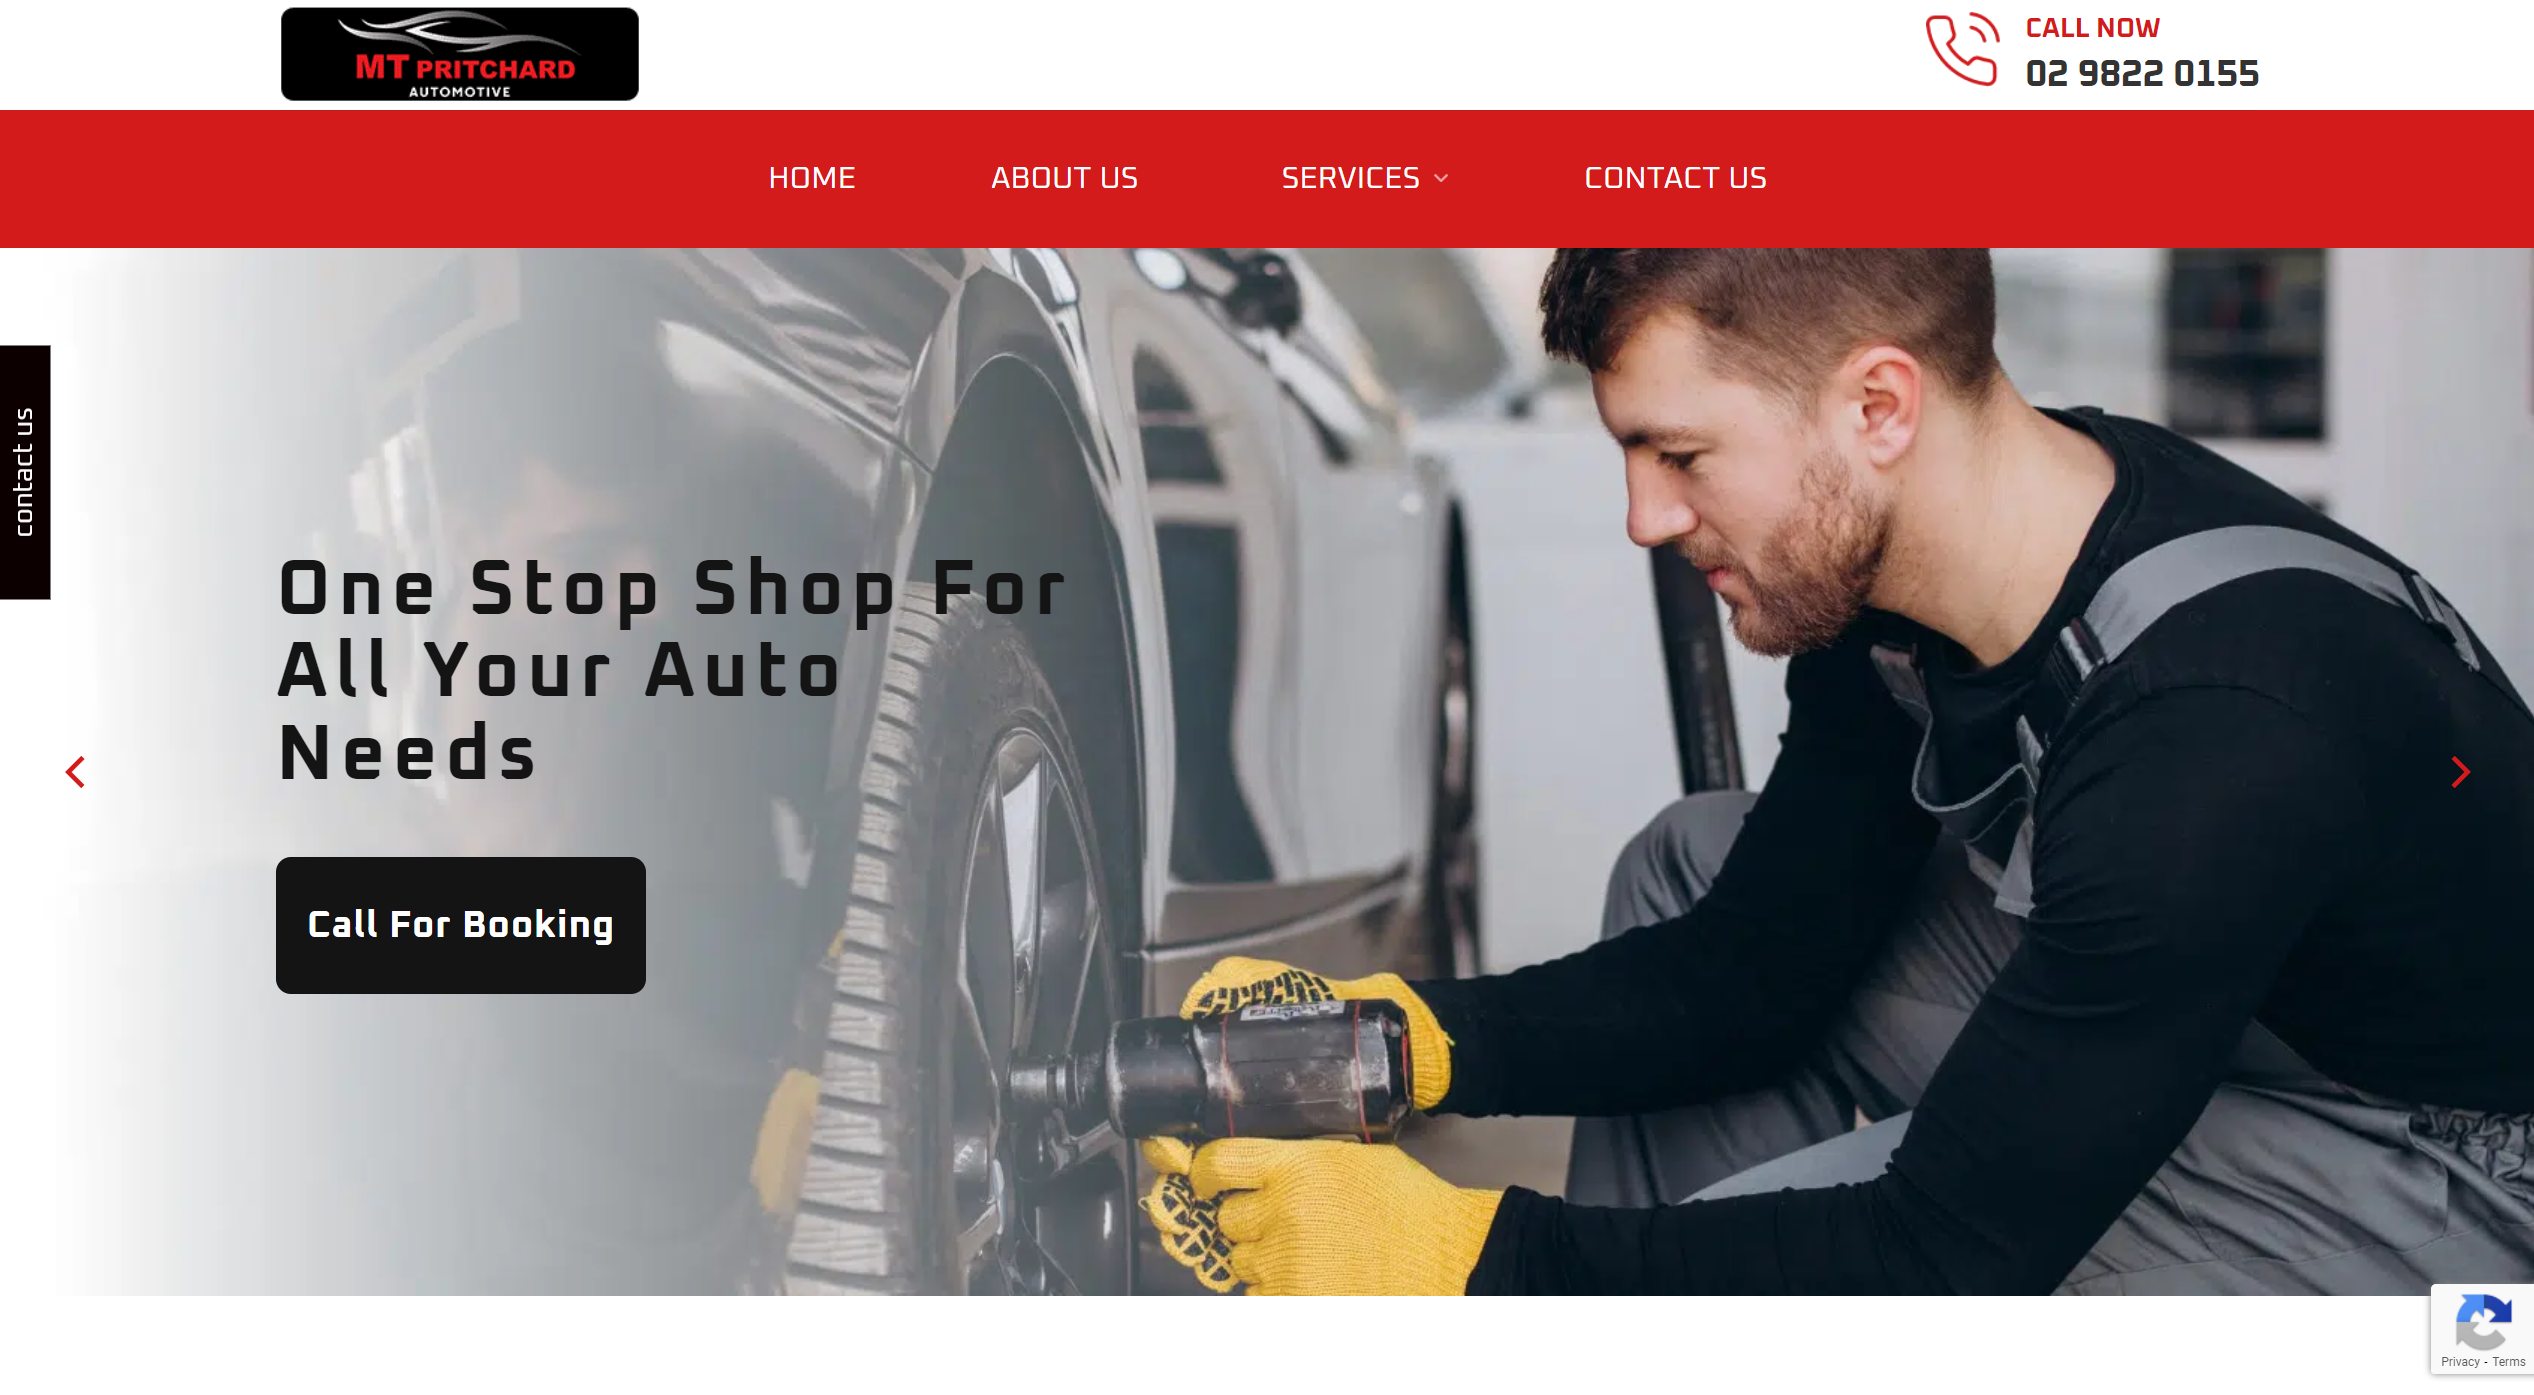 MT PRITCHARD
AUTOMOTIVE
CALL NOW
02 9822 0155
HOME
ABOUT US
SERVICES
CONTACT US
contact us
One Stop Shop For
All Your Auto
Needs
Call For Booking
Privacy - Terms